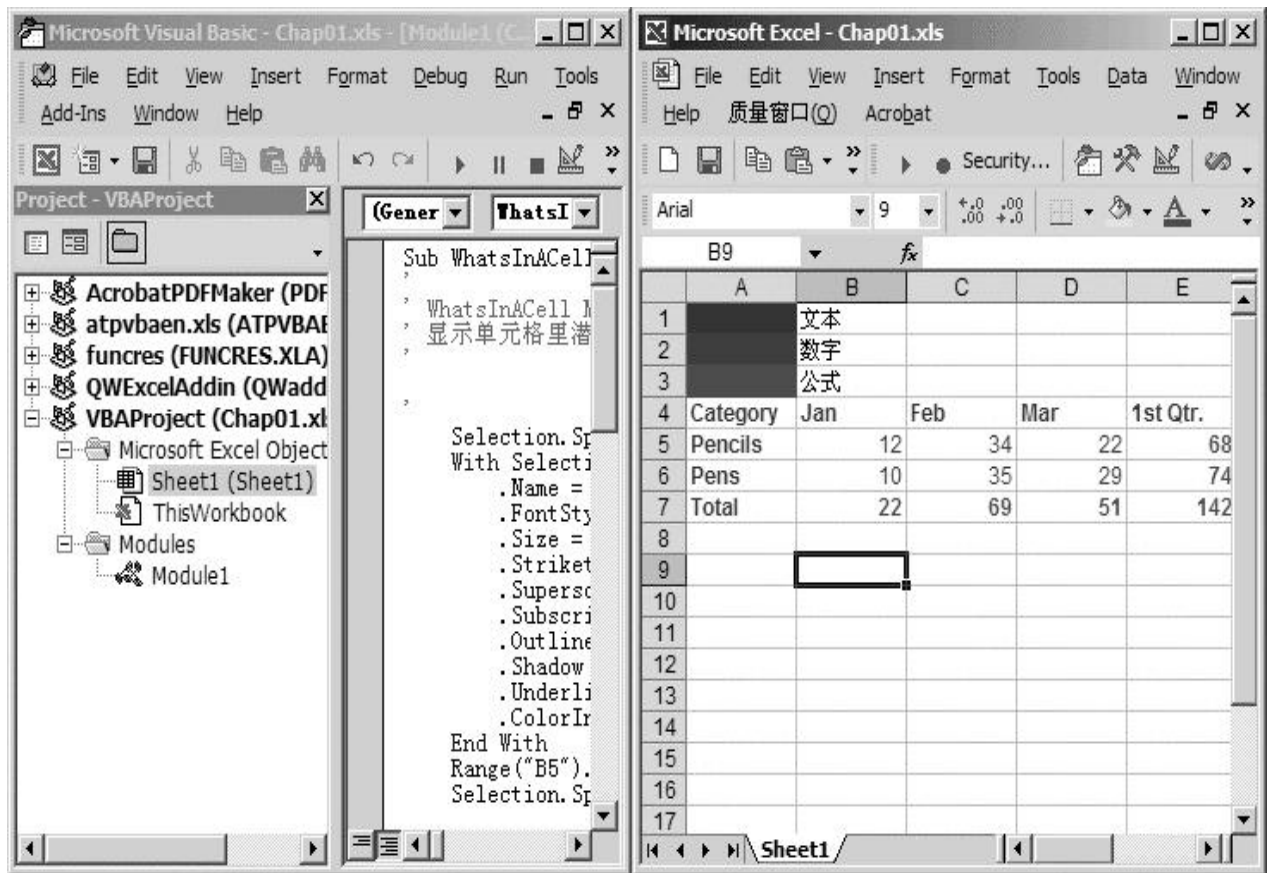 Microsoft Visual Basic - Chap01.xls - [Module1 (C...
File Edit View Insert Format Debug Run Tools
Add-Ins Window Help
Project - VBAProject
AcrobatPDFMaker (PDF
atpvbaen.xls (ATPVBAE
funcres (FUNCRES.XLA)
QWExcelAddin (QWadd
VBAProject (Chap01.xl
Microsoft Excel Object
Sheet1 (Sheet1)
ThisWorkbook
Modules
Module1
(Gener WhatsI
Sub WhatsInACell
'
' WhatsInACell M
' 显示单元格里潜
'
'
Selection.Sp
With Selecti
.Name =
.FontSty
.Size =
.Striket
.Supersc
.Subscri
.Outline
.Shadow
.Underli
.ColorIn
End With
Range("B5").
Selection.Sp
Microsoft Excel - Chap01.xls
File Edit View Insert Format Tools Data Window
Help 质量窗口(Q) Acrobat
Security...
Arial 9
B9 fx
A B C D E
1 文本
2 数字
3 公式
4 Category Jan Feb Mar 1st Qtr.
5 Pencils 12 34 22 68
6 Pens 10 35 29 74
7 Total 22 69 51 142
8
9
10
11
12
13
14
15
16
17
Sheet1